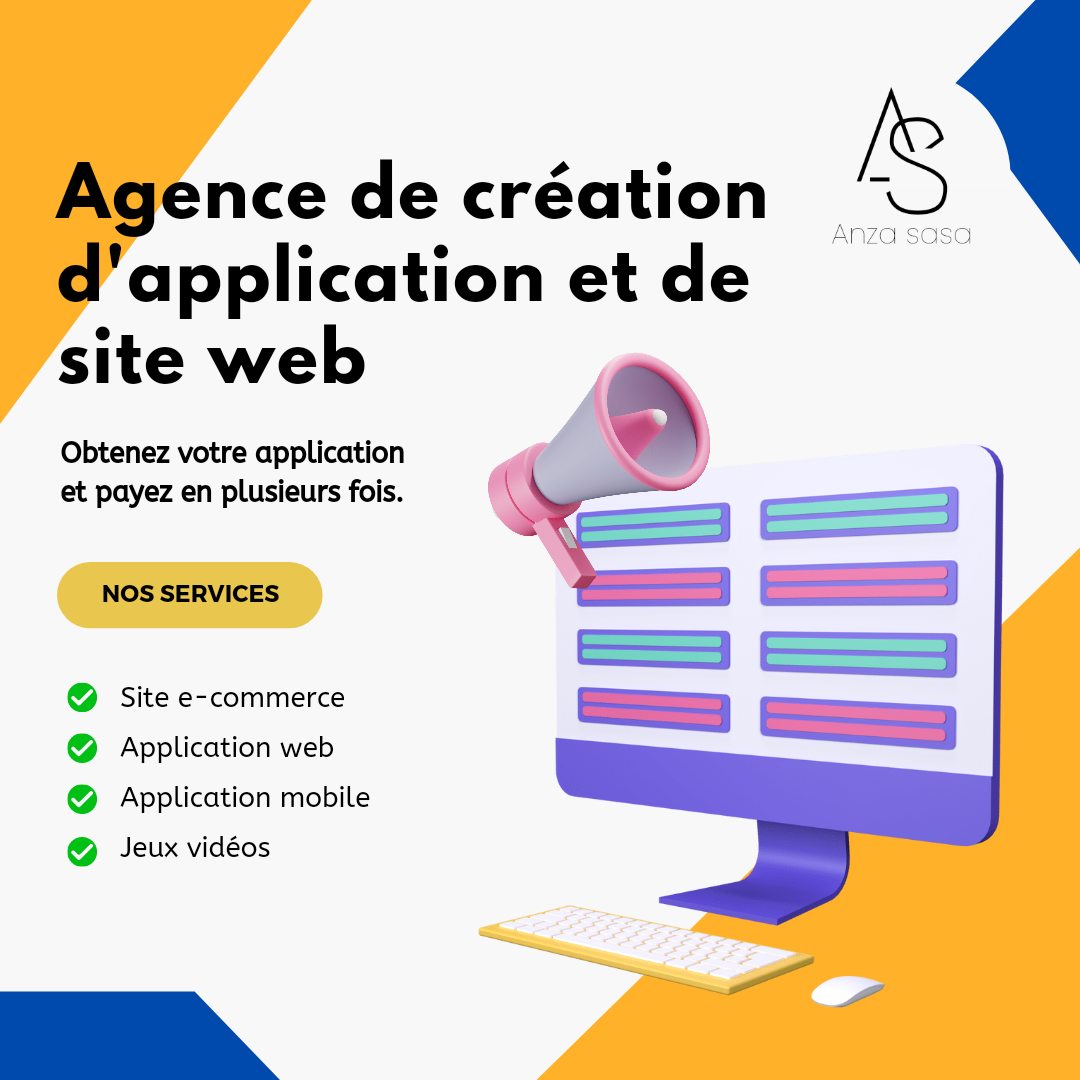 AS
Anza sasa
Agence de création
d'application et de
site web
Obtenez votre application
et payez en plusieurs fois.
NOS SERVICES
Site e-commerce
Application web
Application mobile
Jeux vidéos